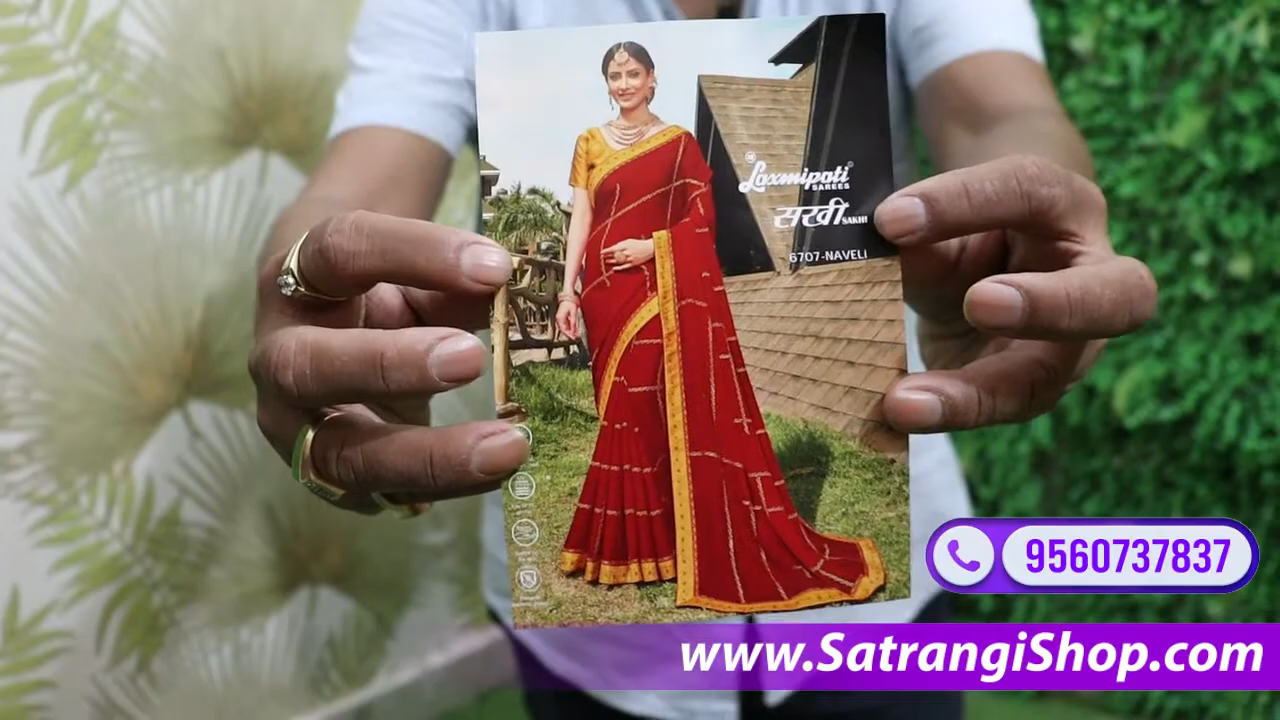 Laxmipati
SAREES
सखी SAKHI
6707-NAVELI
9560737837
www.SatrangiShop.com